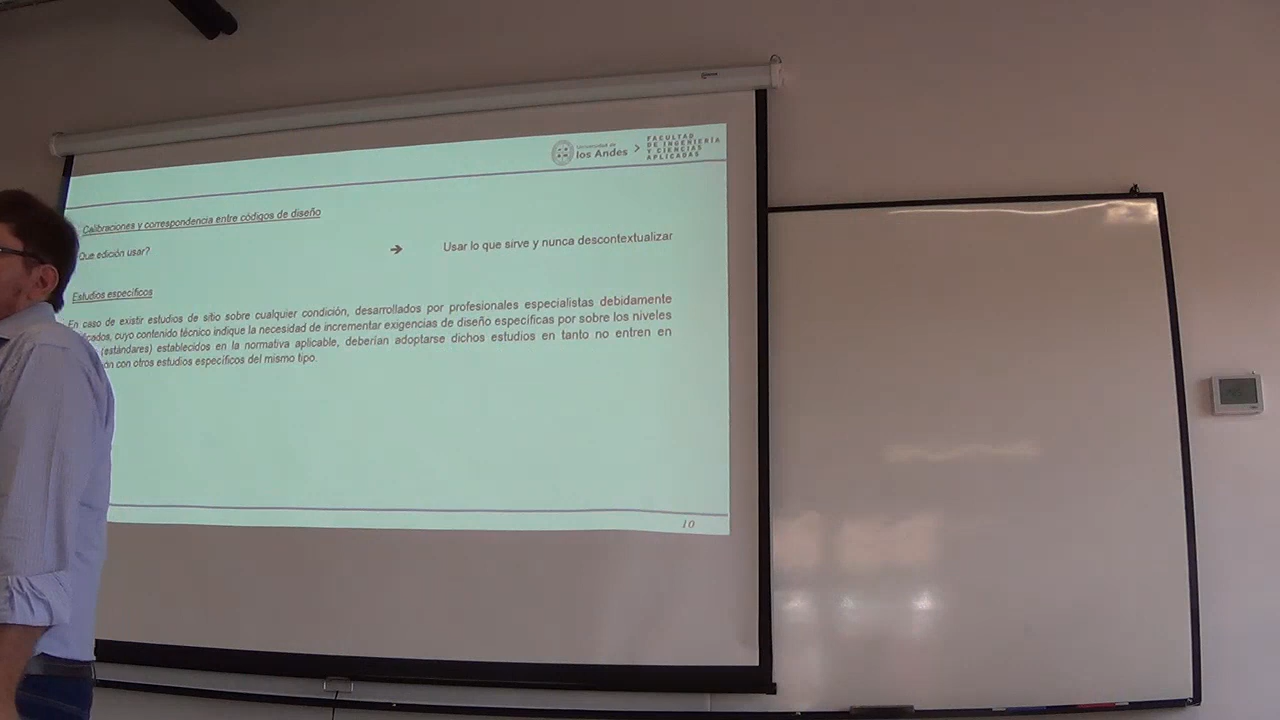 Universidad de
los Andes
FACULTAD
DE INGENIERÍA
Y CIENCIAS
APLICADAS
Calibraciones y correspondencia entre códigos de diseño
Que edición usar? ➔ Usar lo que sirve y nunca descontextualizar
Estudios específicos
En caso de existir estudios de sitio sobre cualquier condición, desarrollados por profesionales especialistas debidamente
cuyo contenido técnico indique la necesidad de incrementar exigencias de diseño específicas por sobre los niveles
(estándares) establecidos en la normativa aplicable, deberían adoptarse dichos estudios en tanto no entren en
con otros estudios específicos del mismo tipo.
10